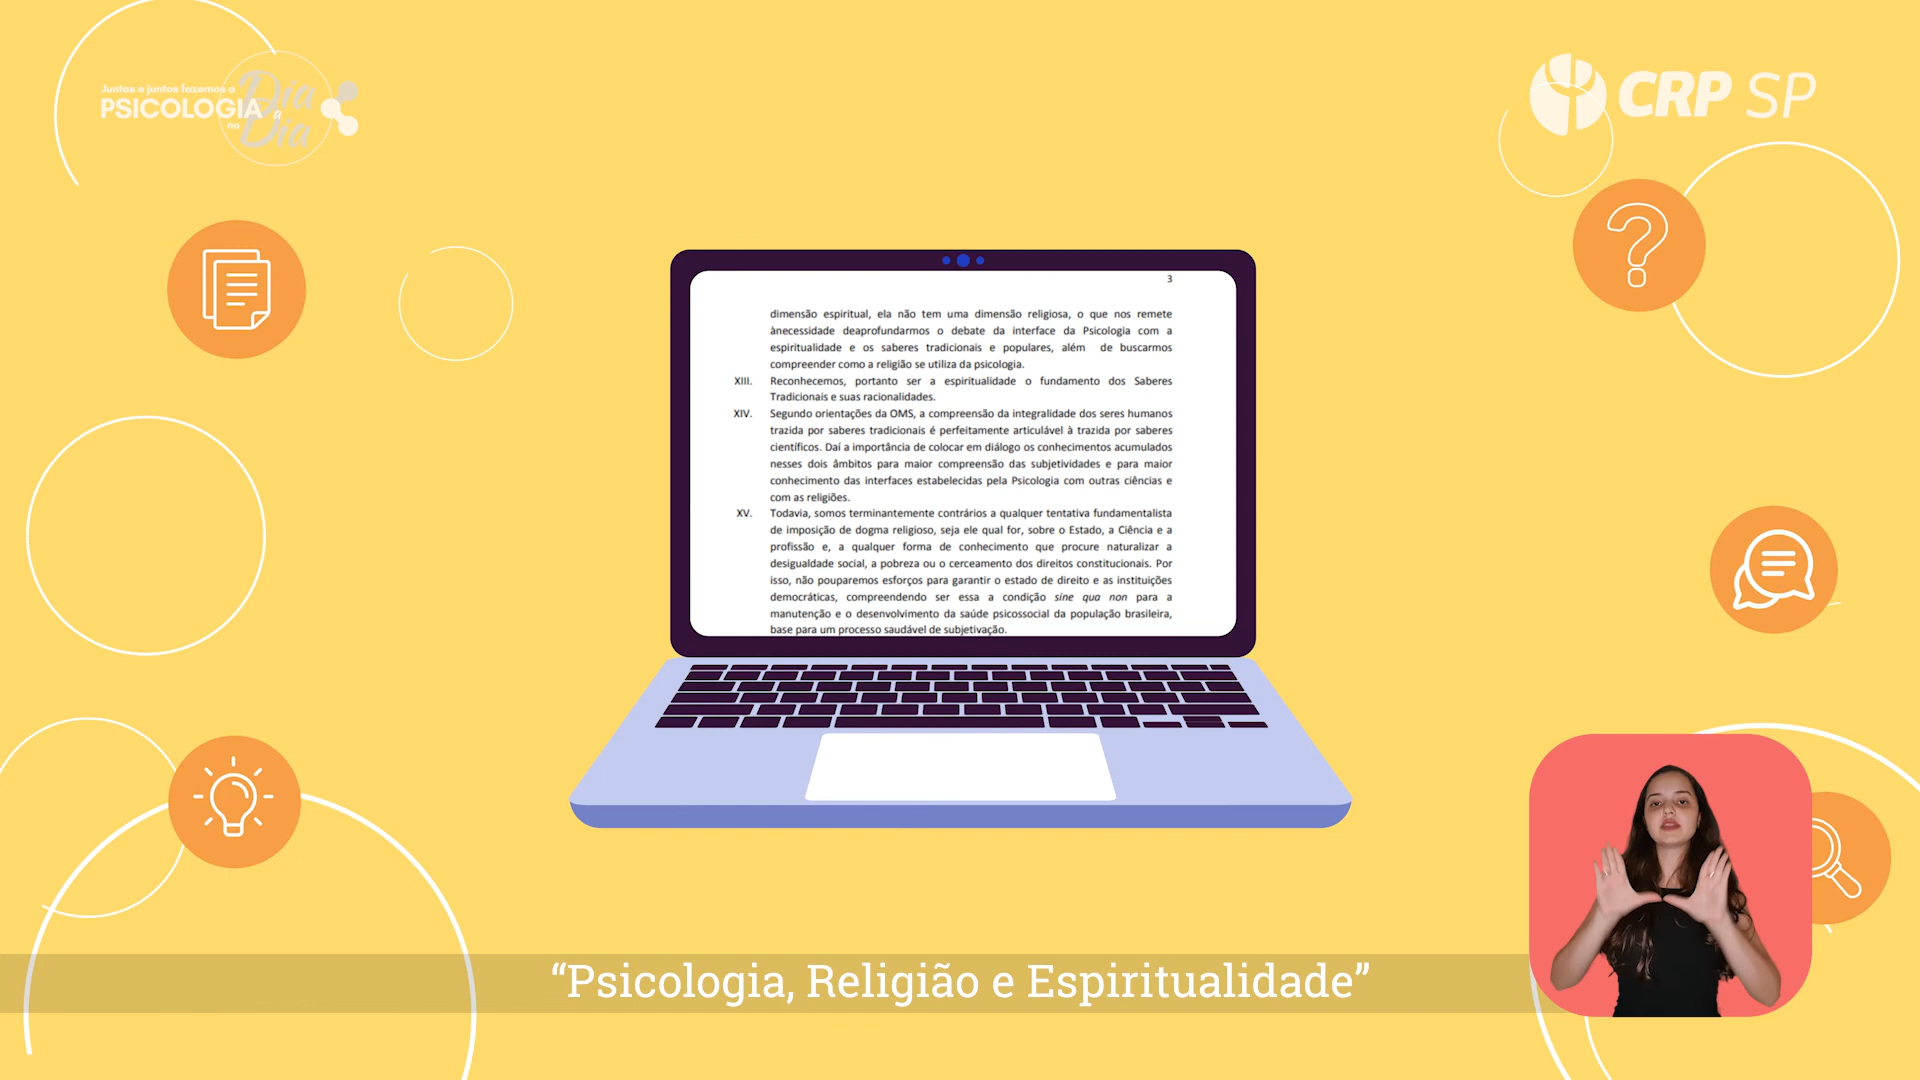 Juntas e juntos fazemos a
PSICOLOGIA
no
Dia
a
Dia
CRP SP
3
dimensão espiritual, ela não tem uma dimensão religiosa, o que nos remete
ànecessidade deaprofundarmos o debate da interface da Psicologia com a
espiritualidade e os saberes tradicionais e populares, além de buscarmos
compreender como a religião se utiliza da psicologia.
XIII. Reconhecemos, portanto ser a espiritualidade o fundamento dos Saberes
Tradicionais e suas racionalidades.
XIV. Segundo orientações da OMS, a compreensão da integralidade dos seres humanos
trazida por saberes tradicionais é perfeitamente articulável à trazida por saberes
científicos. Daí a importância de colocar em diálogo os conhecimentos acumulados
nesses dois âmbitos para maior compreensão das subjetividades e para maior
conhecimento das interfaces estabelecidas pela Psicologia com outras ciências e
com as religiões.
XV. Todavia, somos terminantemente contrários a qualquer tentativa fundamentalista
de imposição de dogma religioso, seja ele qual for, sobre o Estado, a Ciência e a
profissão e, a qualquer forma de conhecimento que procure naturalizar a
desigualdade social, a pobreza ou o cerceamento dos direitos constitucionais. Por
isso, não pouparemos esforços para garantir o estado de direito e as instituições
democráticas, compreendendo ser essa a condição sine qua non para a
manutenção e o desenvolvimento da saúde psicossocial da população brasileira,
base para um processo saudável de subjetivação.
“Psicologia, Religião e Espiritualidade”